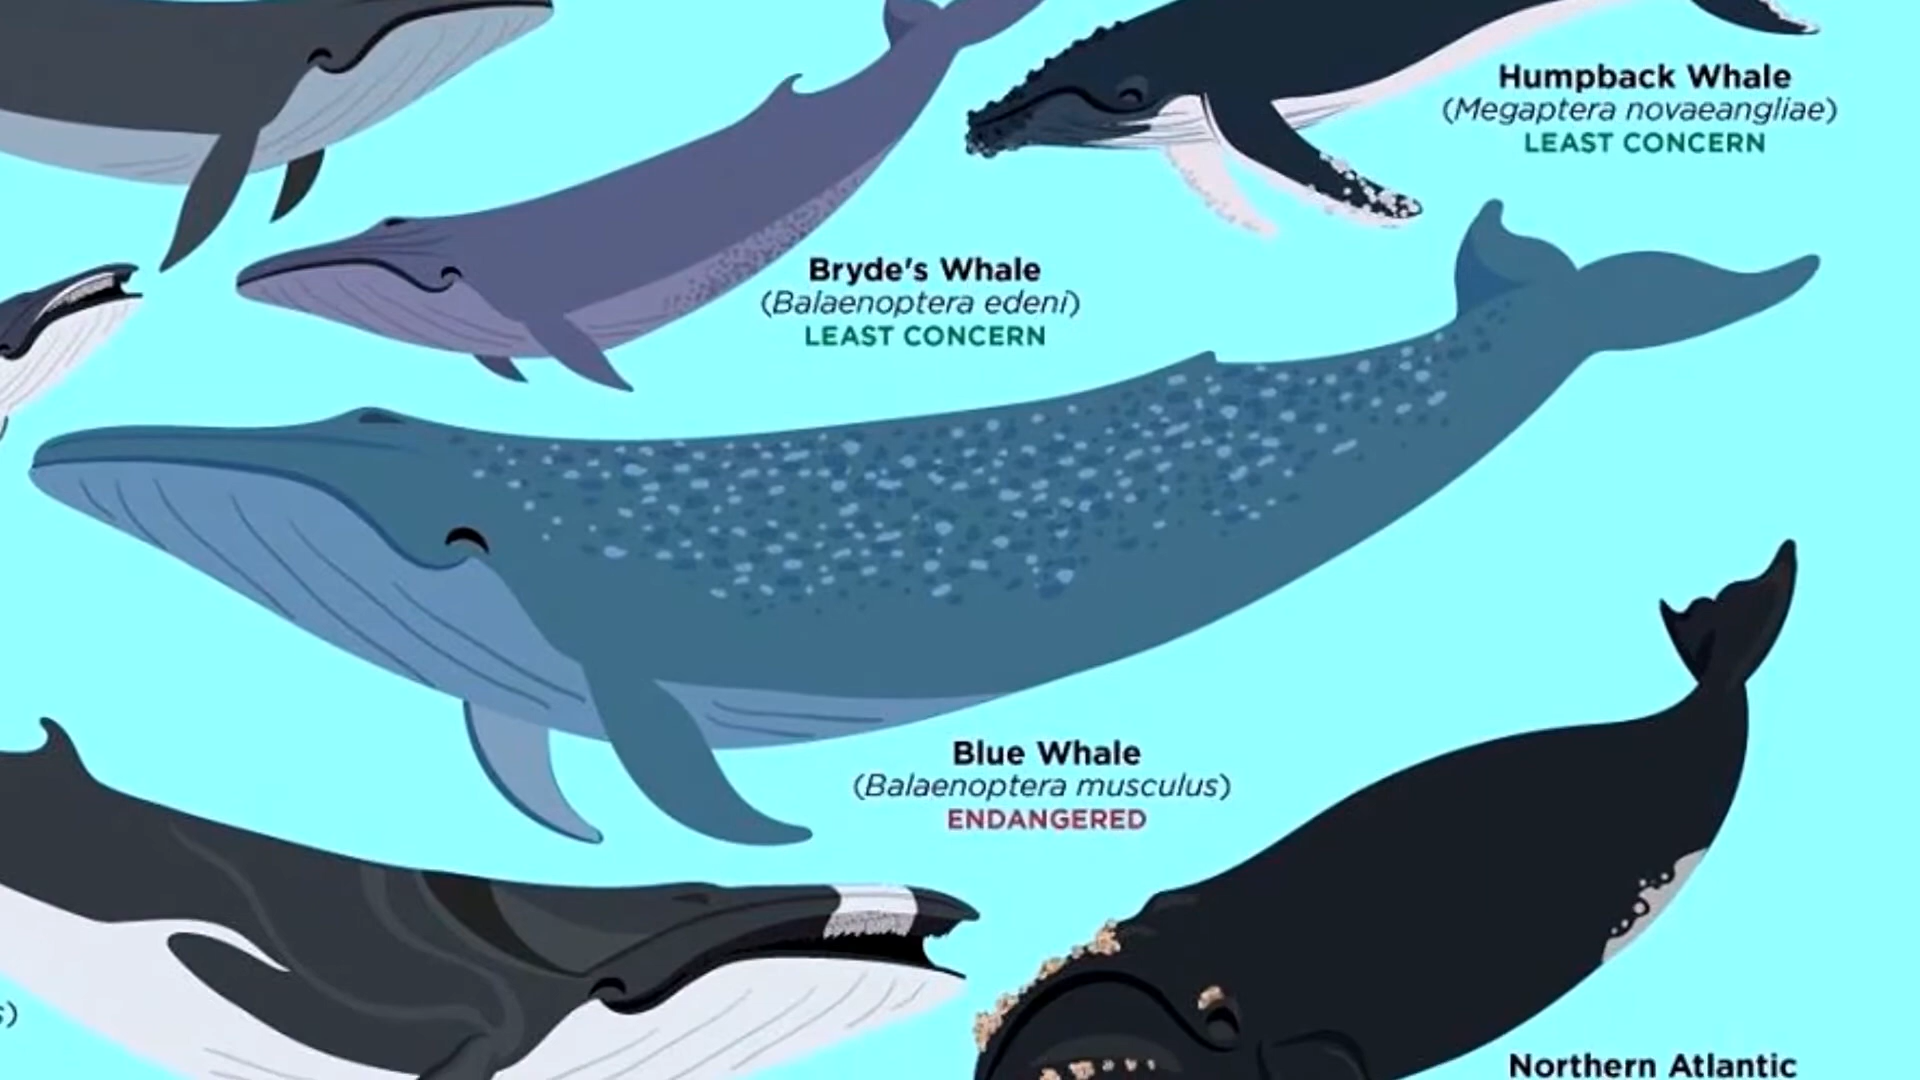 Humpback Whale
(Megaptera novaeangliae)
LEAST CONCERN
Bryde's Whale
(Balaenoptera edeni)
LEAST CONCERN
Blue Whale
(Balaenoptera musculus)
ENDANGERED
s)
Northern Atlantic